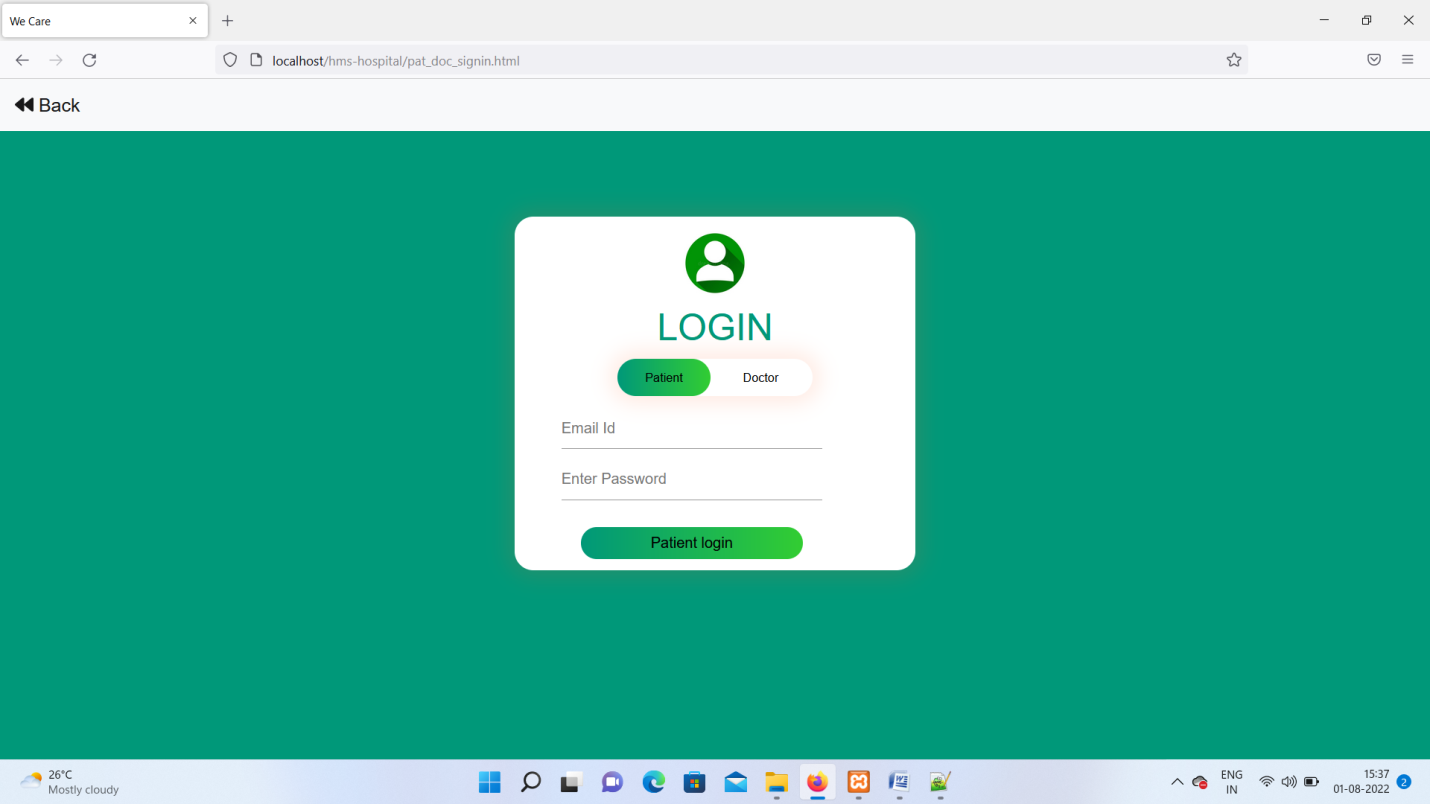 We Care
localhost/hms-hospital/pat_doc_signin.html
Back
LOGIN
Patient Doctor
Email Id
Enter Password
Patient login
26°C
Mostly cloudy
ENG
IN
15:37
01-08-2022
2